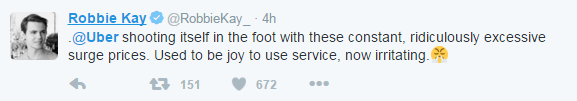 Robbie Kay @RobbieKay_ · 4h
.@Uber shooting itself in the foot with these constant, ridiculously excessive
surge prices. Used to be joy to use service, now irritating.😤
151 672